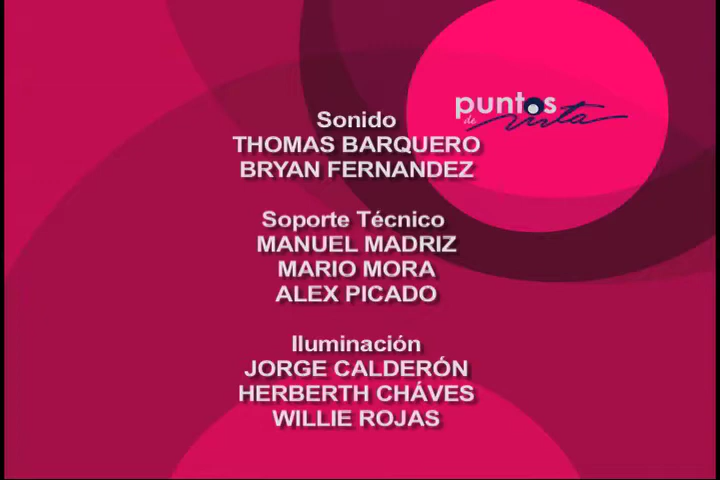 puntos
de vista
Sonido
THOMAS BARQUERO
BRYAN FERNANDEZ
Soporte Técnico
MANUEL MADRIZ
MARIO MORA
ALEX PICADO
Iluminación
JORGE CALDERÓN
HERBERTH CHÁVES
WILLIE ROJAS